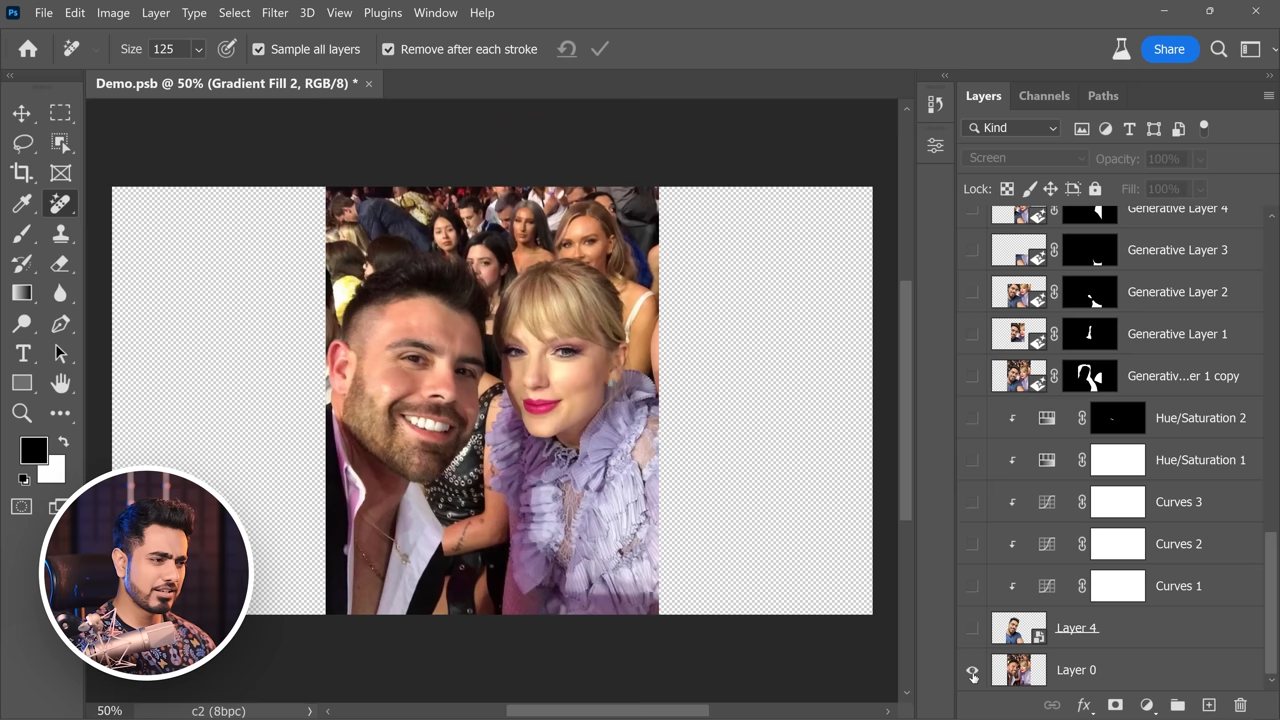 Ps File Edit Image Layer Type Select Filter 3D View Plugins Window Help
Size 125 Sample all layers Remove after each stroke Share
Demo.psb @ 50% (Gradient Fill 2, RGB/8) *
Layers Channels Paths
Kind
Screen Opacity: 100%
Lock: Fill: 100%
Generative Layer 4
Generative Layer 3
Generative Layer 2
Generative Layer 1
Generativ...er 1 copy
Hue/Saturation 2
Hue/Saturation 1
Curves 3
Curves 2
Curves 1
Layer 4
Layer 0
fx
50% c2 (8bpc)